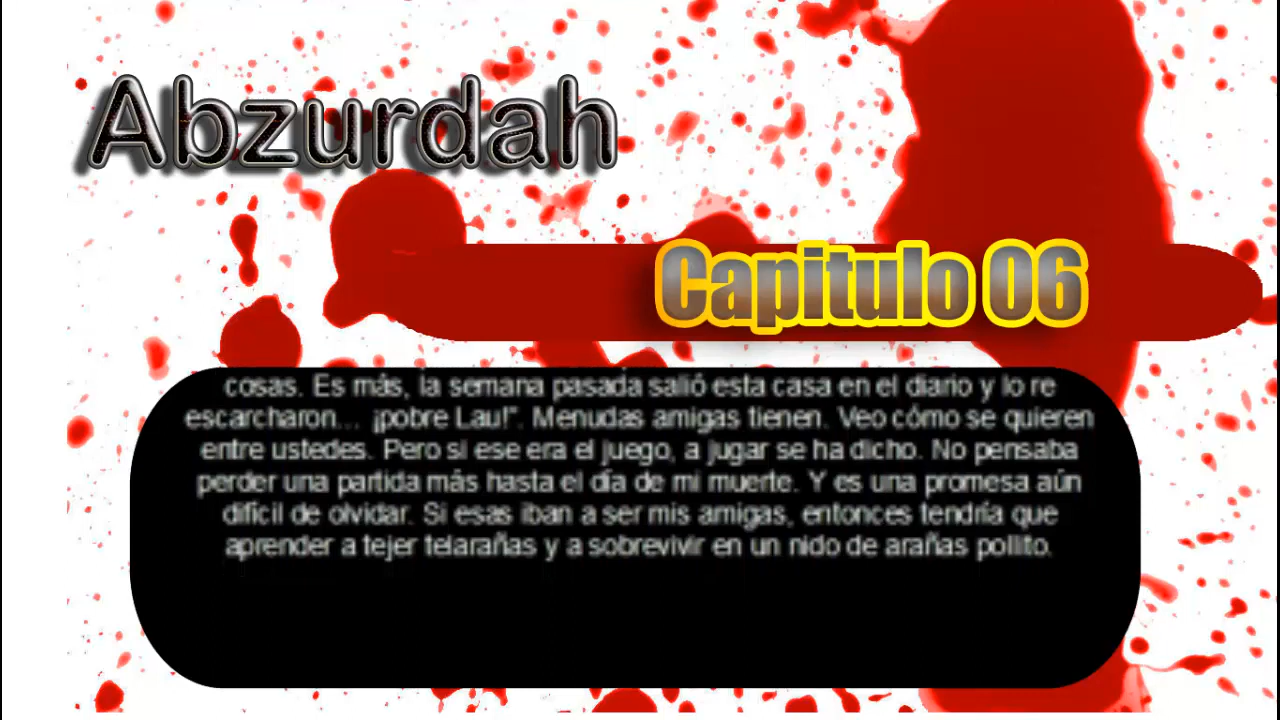 Abzurdah
Capitulo 06
cosas. Es más, la semana pasada salió esta casa en el diario y lo re
escarcharon... ¡pobre Lau!". Menudas amigas tienen. Veo cómo se quieren
entre ustedes. Pero si ese era el juego, a jugar se ha dicho. No pensaba
perder una partida más hasta el día de mi muerte. Y es una promesa aún
difícil de olvidar. Si esas iban a ser mis amigas, entonces tendría que
aprender a tejer telarañas y a sobrevivir en un nido de arañas pollito.